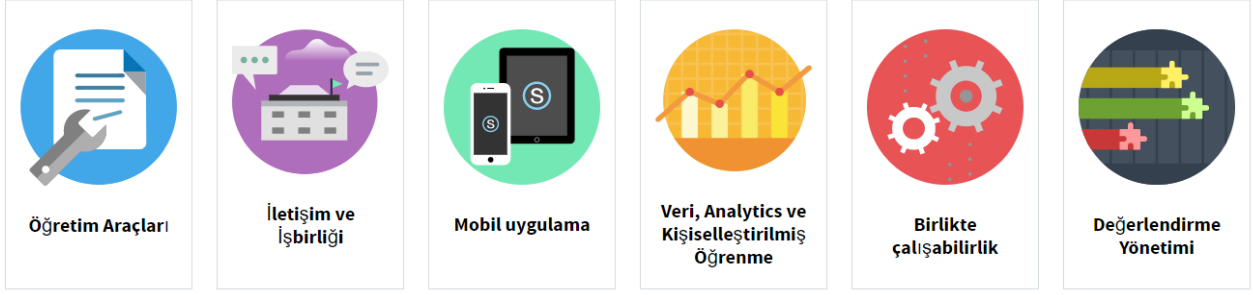 Öğretim Araçları
İletişim ve
İşbirliği
S
S
Mobil uygulama
Veri, Analytics ve
Kişiselleştirilmiş
Öğrenme
Birlikte
çalışabilirlik
Değerlendirme
Yönetimi